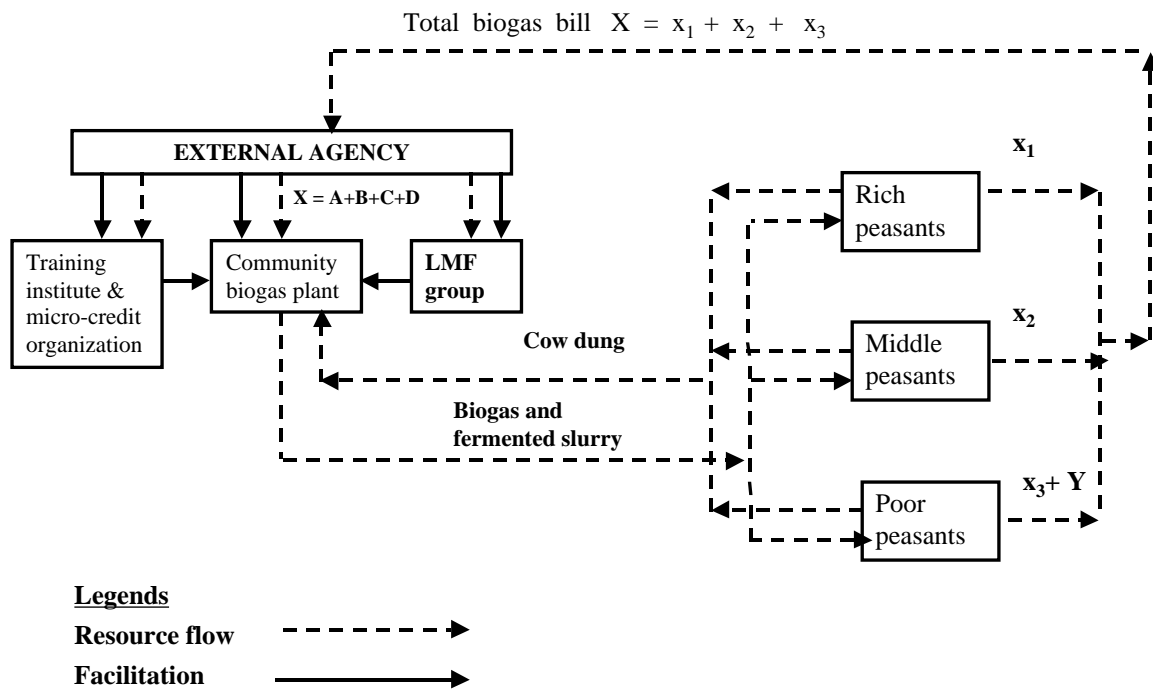 Total biogas bill X = x₁ + x₂ + x₃
EXTERNAL AGENCY
x₁
X = A+B+C+D
Rich
peasants
Training
institute &
micro-credit
organization
Community
biogas plant
LMF
group
x₂
Cow dung
Middle
peasants
Biogas and
fermented slurry
x₃+ Y
Poor
peasants
Legends
Resource flow
Facilitation